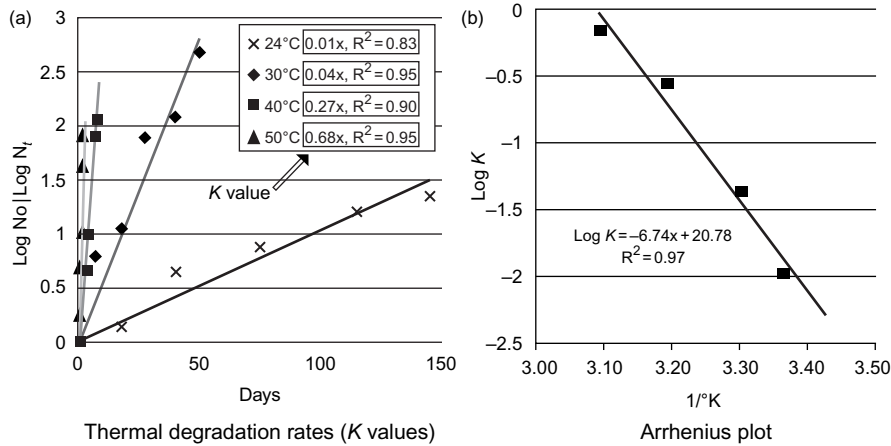 (a)
3
2.5
2
1.5
1
0.5
0
0
50
100
150
Log No|Log N_t
Days
24°C 0.01x, R² = 0.83
30°C 0.04x, R² = 0.95
40°C 0.27x, R² = 0.90
50°C 0.68x, R² = 0.95
K value
Thermal degradation rates (K values)
(b)
0
−0.5
−1
−1.5
−2
−2.5
3.00
3.10
3.20
3.30
3.40
3.50
Log K
Log K = −6.74x + 20.78
R² = 0.97
1/°K
Arrhenius plot